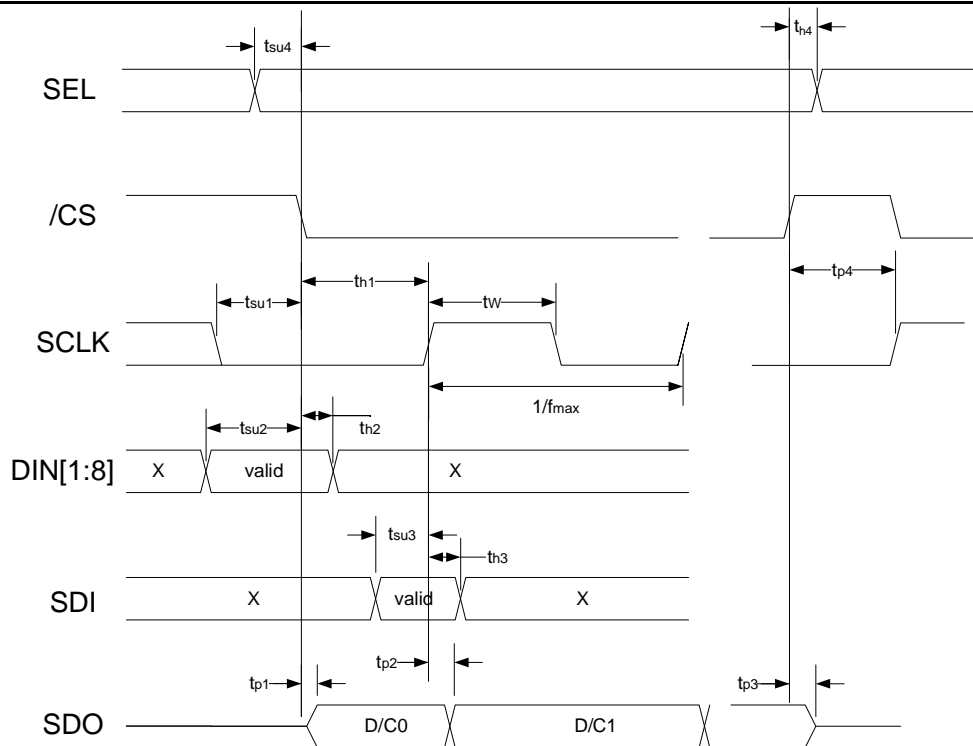 tsu4
th4
SEL
/CS
tsu1
th1
tw
tp4
SCLK
1/fmax
tsu2
th2
DIN[1:8]
X
valid
X
tsu3
th3
SDI
X
valid
X
tp2
tp1
tp3
SDO
D/C0
D/C1